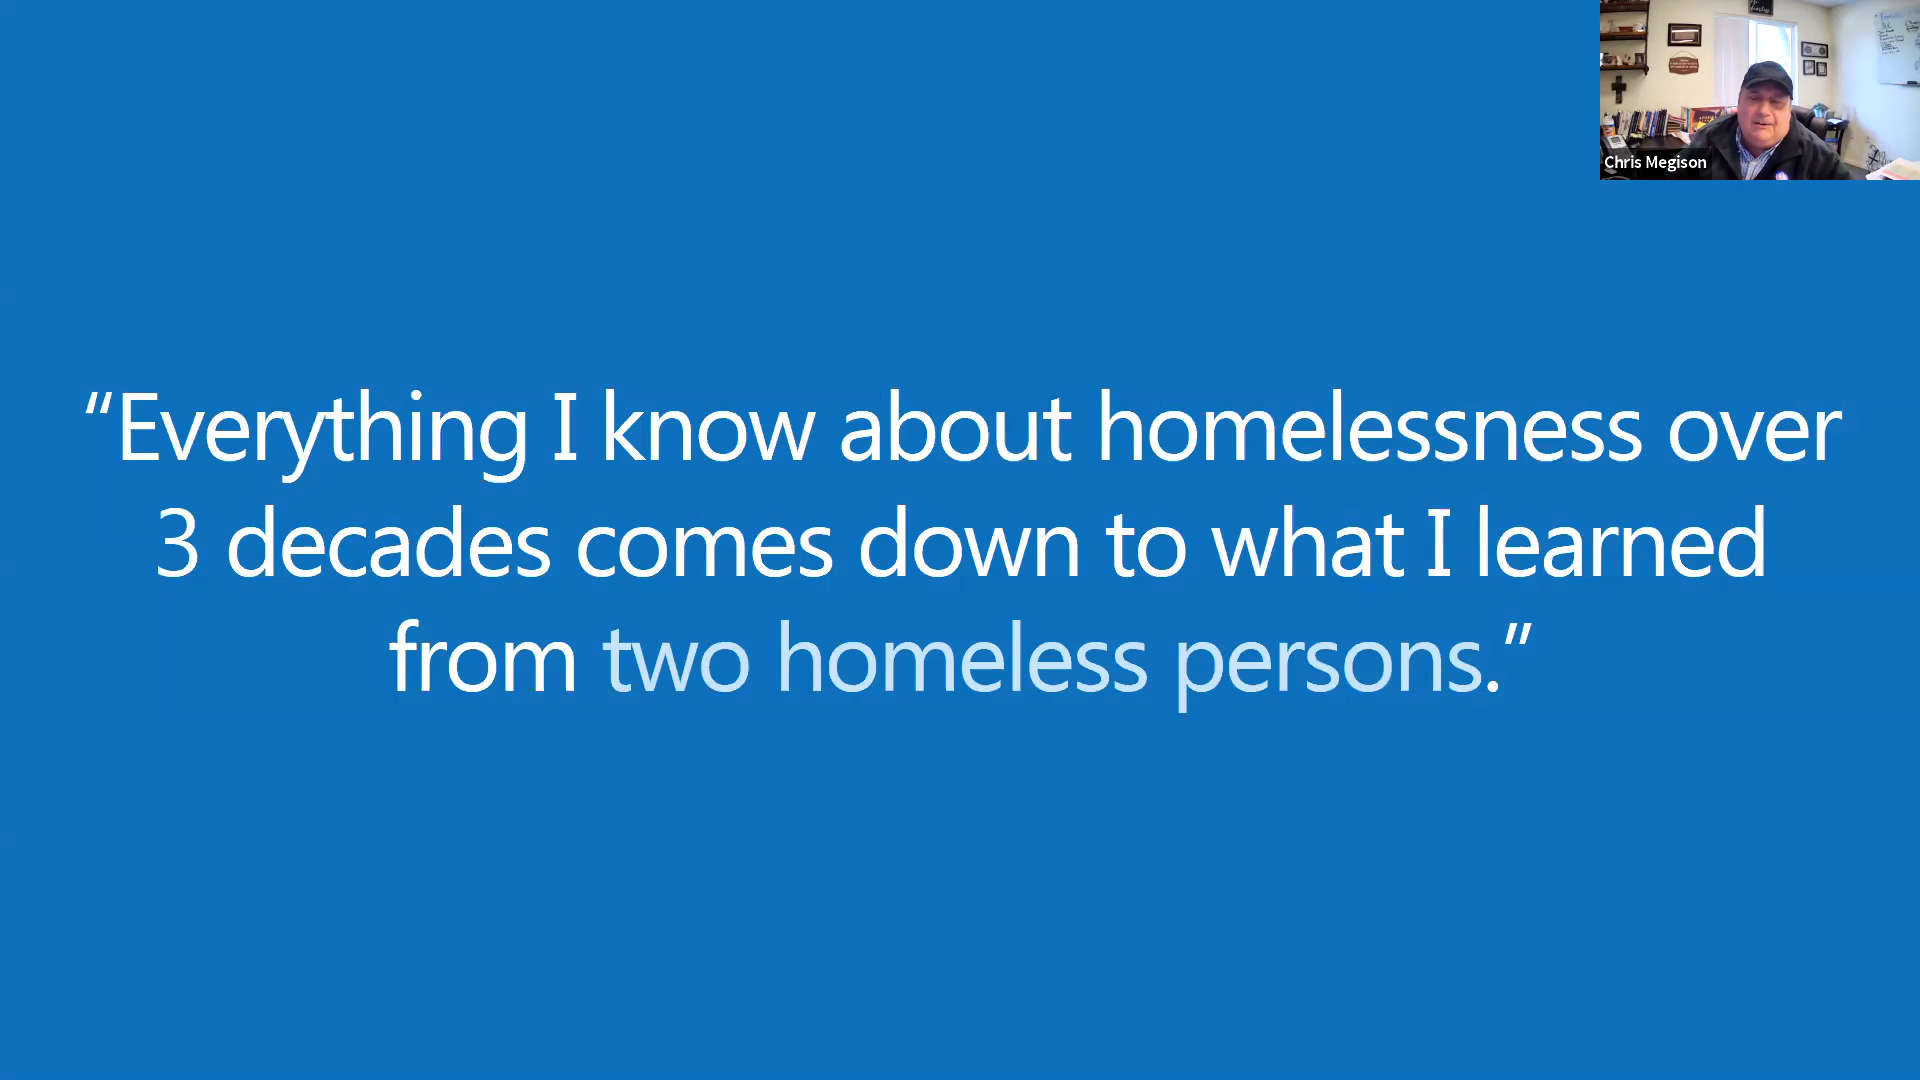 Chris Megison
“Everything I know about homelessness over
3 decades comes down to what I learned
from two homeless persons.”